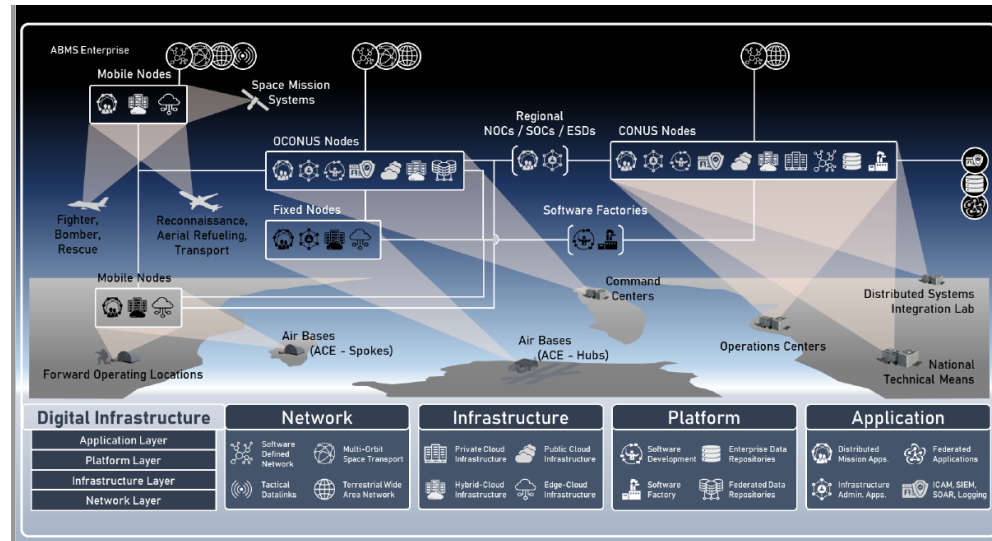 ABMS Enterprise
Mobile Nodes
Space Mission
Systems
OCONUS Nodes
Regional
NOCs / SOCs / ESDs
CONUS Nodes
Fixed Nodes
Software Factories
Fighter,
Bomber,
Rescue
Reconnaissance,
Aerial Refueling,
Transport
Mobile Nodes
Command
Centers
Distributed Systems
Integration Lab
Air Bases
(ACE - Spokes)
Air Bases
(ACE - Hubs)
Operations Centers
Forward Operating Locations
National
Technical Means
Digital Infrastructure
Application Layer
Platform Layer
Infrastructure Layer
Network Layer
Network
Software
Defined
Network
Multi-Orbit
Space Transport
Tactical
Datalinks
Terrestrial Wide
Area Network
Infrastructure
Private Cloud
Infrastructure
Public Cloud
Infrastructure
Hybrid-Cloud
Infrastructure
Edge-Cloud
Infrastructure
Platform
Software
Development
Enterprise Data
Repositories
Software
Factory
Federated Data
Repositories
Application
Distributed
Mission Apps.
Federated
Applications
Infrastructure
Admin. Apps.
ICAM, SIEM,
SOAR, Logging